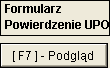 Formularz
Powierdzenie UPO
[ F7 ] - Podgląd